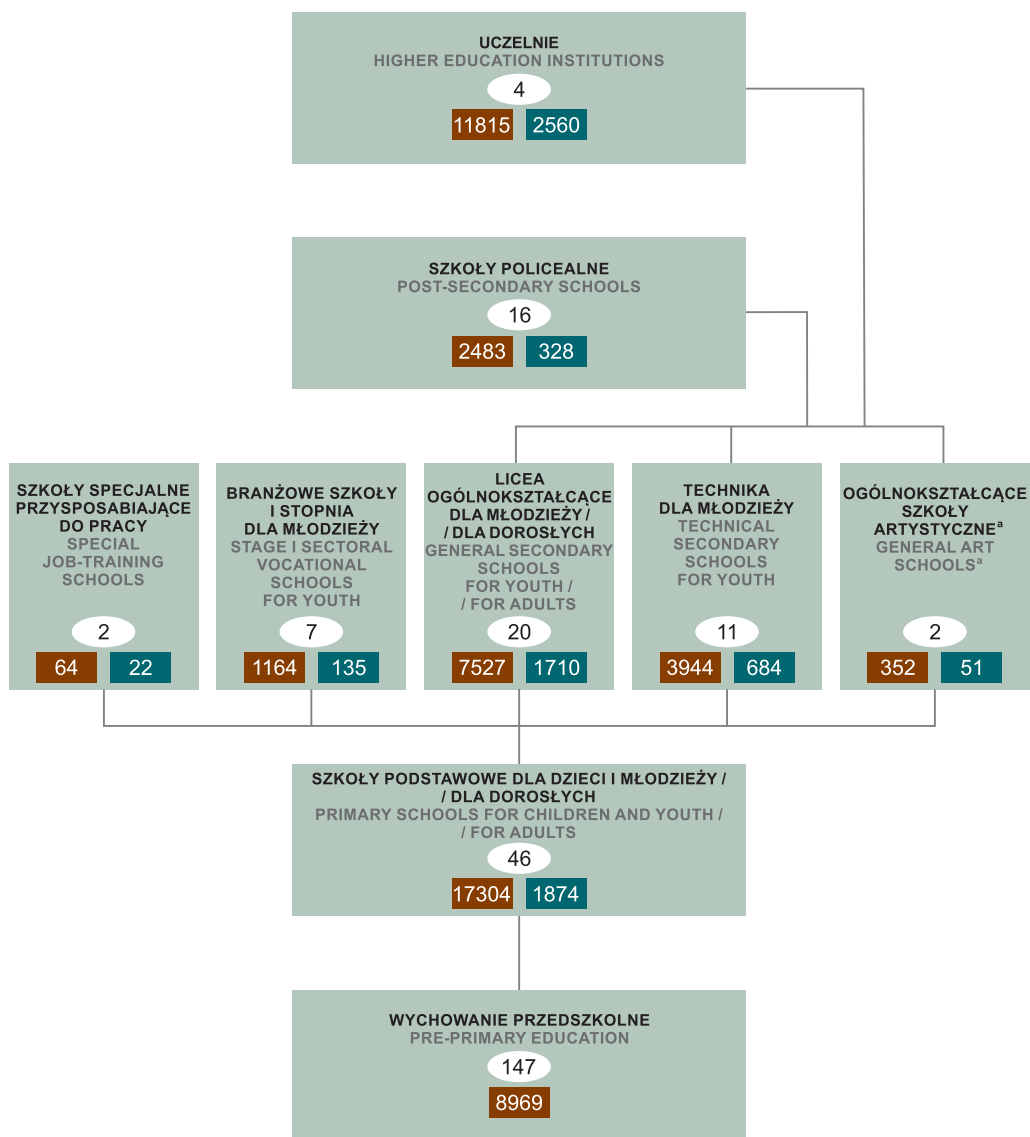 UCZELNIE
HIGHER EDUCATION INSTITUTIONS
4
11815 2560
SZKOŁY POLICEALNE
POST-SECONDARY SCHOOLS
16
2483 328
SZKOŁY SPECJALNE
PRZYSPOSABIAJĄCE
DO PRACY
SPECIAL
JOB-TRAINING
SCHOOLS
2
64 22
BRANŻOWE SZKOŁY
I STOPNIA
DLA MŁODZIEŻY
STAGE I SECTORAL
VOCATIONAL
SCHOOLS
FOR YOUTH
7
1164 135
LICEA
OGÓLNOKSZTAŁCĄCE
DLA MŁODZIEŻY /
/ DLA DOROSŁYCH
GENERAL SECONDARY
SCHOOLS
FOR YOUTH /
/ FOR ADULTS
20
7527 1710
TECHNIKA
DLA MŁODZIEŻY
TECHNICAL
SECONDARY
SCHOOLS
FOR YOUTH
11
3944 684
OGÓLNOKSZTAŁCĄCE
SZKOŁY
ARTYSTYCZNEᵃ
GENERAL ART
SCHOOLSᵃ
2
352 51
SZKOŁY PODSTAWOWE DLA DZIECI I MŁODZIEŻY /
/ DLA DOROSŁYCH
PRIMARY SCHOOLS FOR CHILDREN AND YOUTH /
/ FOR ADULTS
46
17304 1874
WYCHOWANIE PRZEDSZKOLNE
PRE-PRIMARY EDUCATION
147
8969